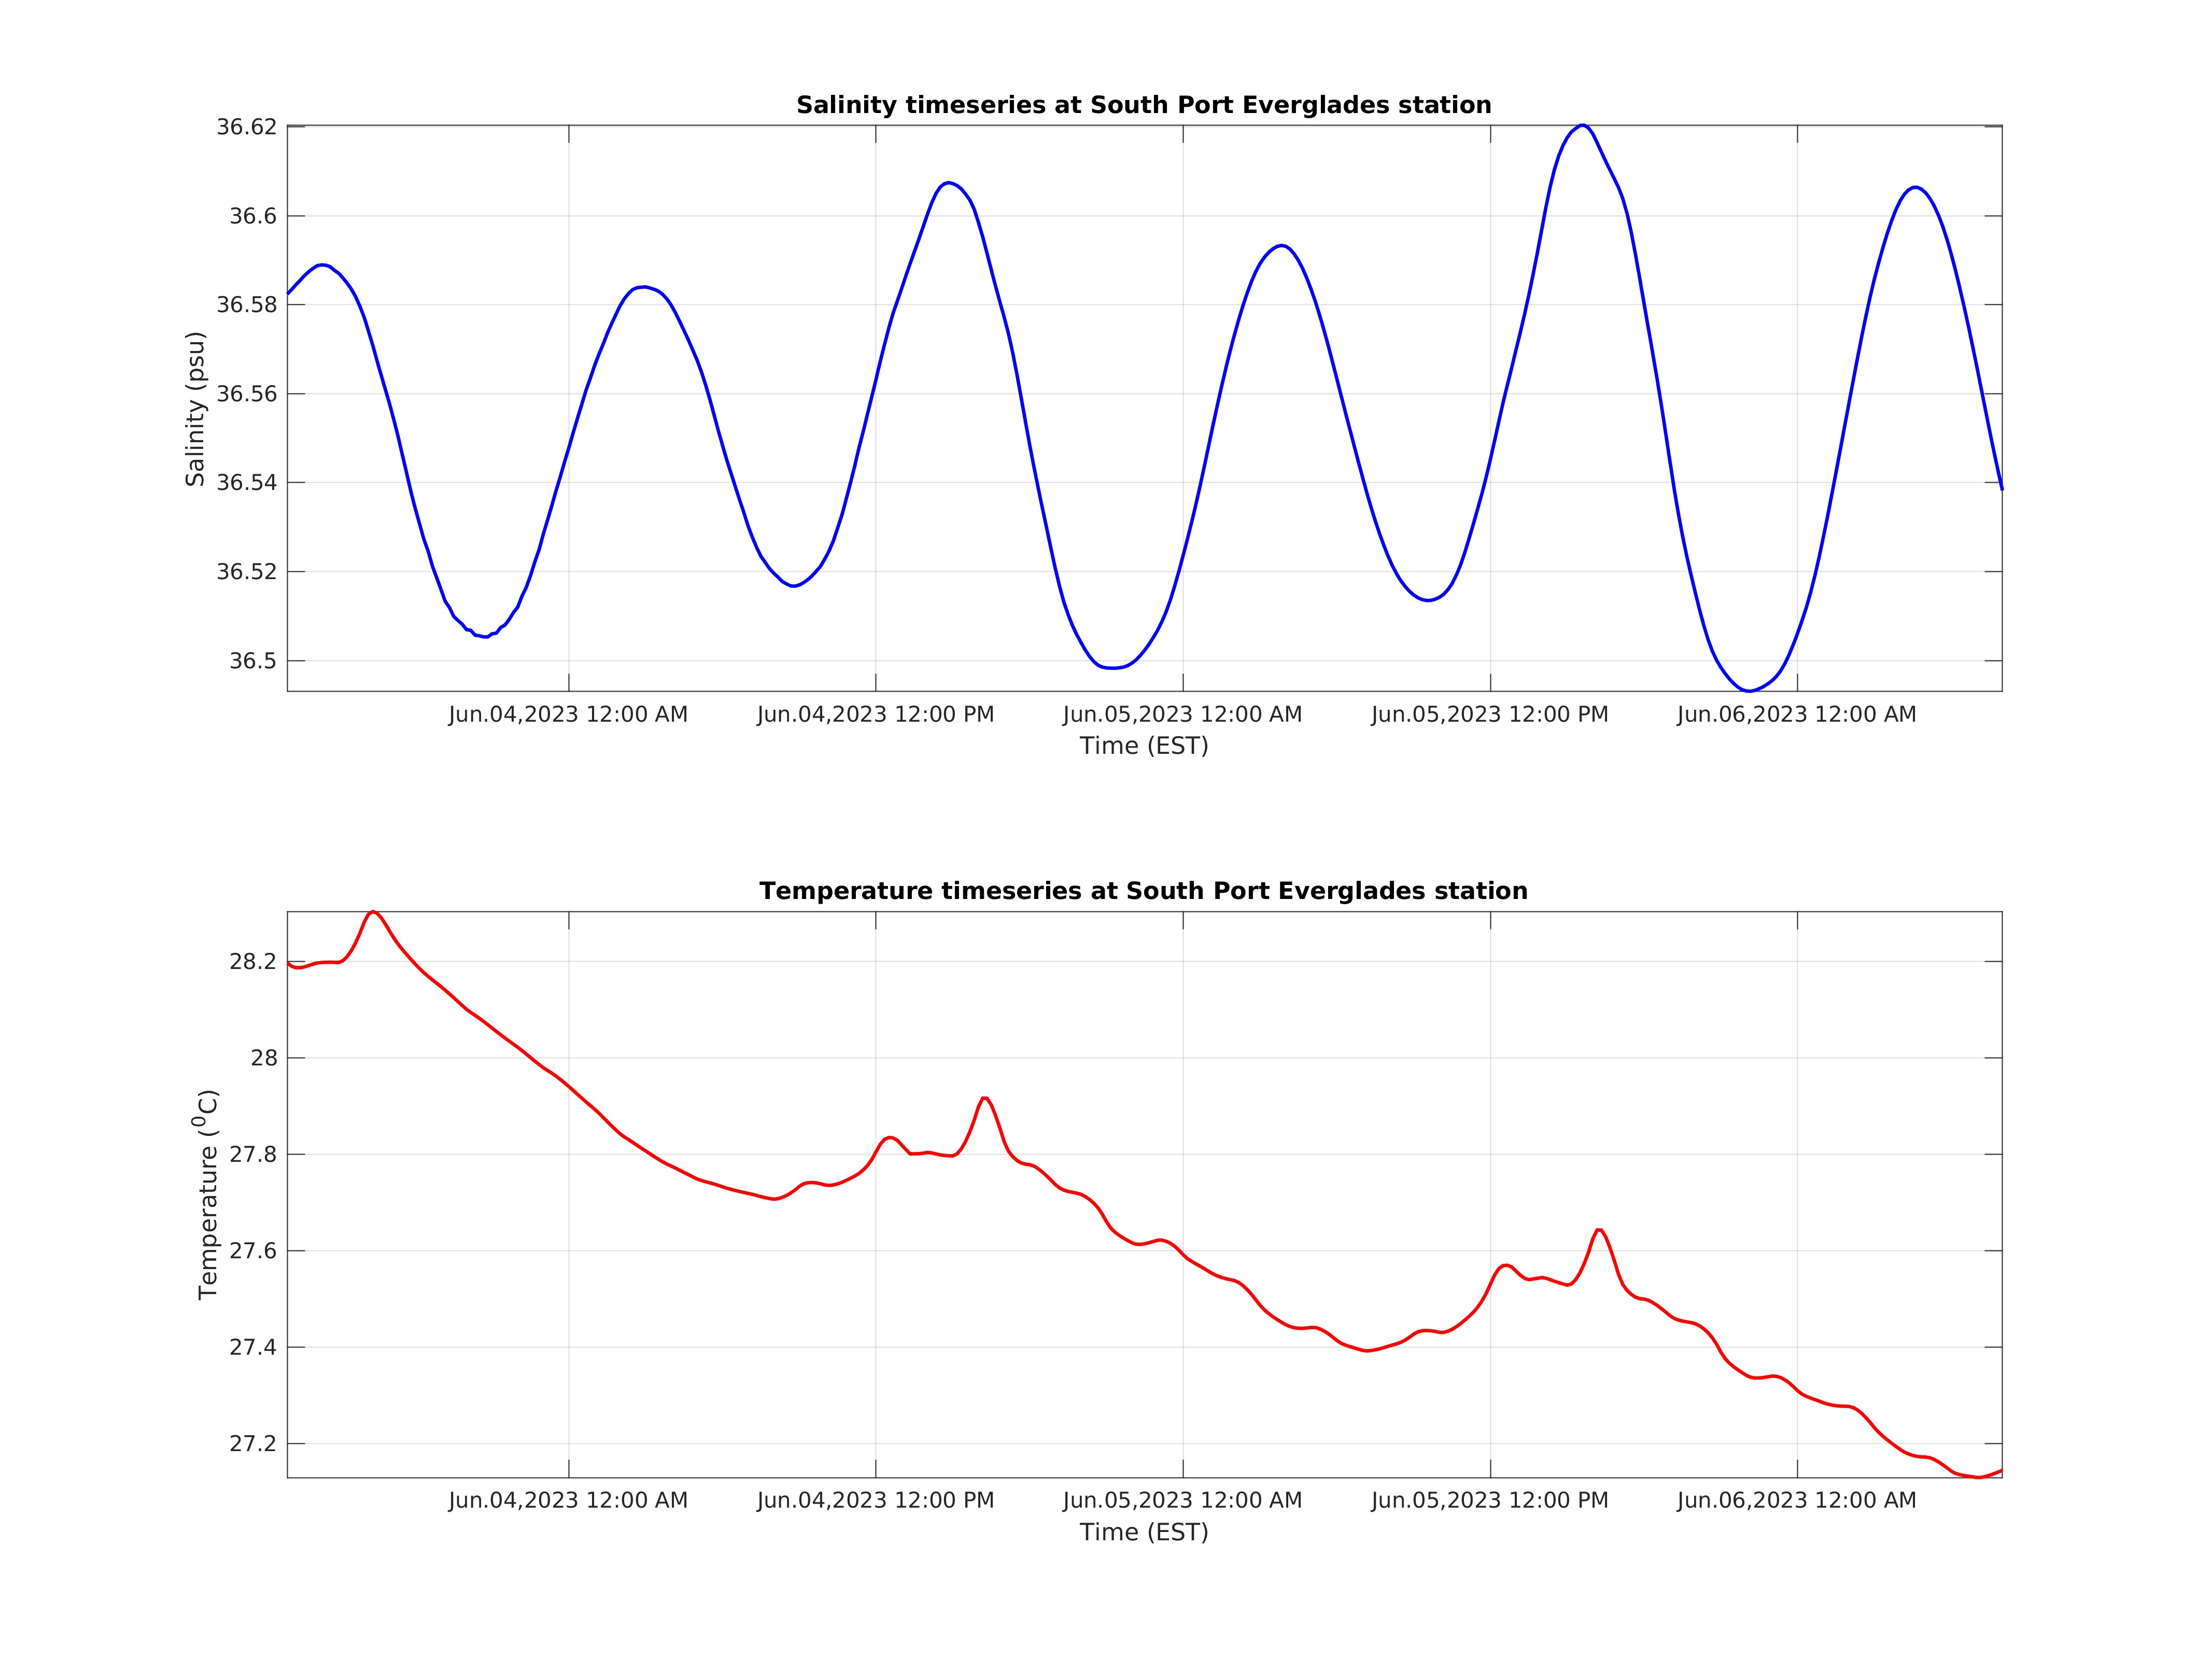 Salinity timeseries at South Port Everglades station
36.62
36.6
36.58
36.56
36.54
36.52
36.5
Salinity (psu)
Jun.04,2023 12:00 AM Jun.04,2023 12:00 PM Jun.05,2023 12:00 AM Jun.05,2023 12:00 PM Jun.06,2023 12:00 AM
Time (EST)
Temperature timeseries at South Port Everglades station
28.2
28
27.8
27.6
27.4
27.2
Temperature (⁰C)
Jun.04,2023 12:00 AM Jun.04,2023 12:00 PM Jun.05,2023 12:00 AM Jun.05,2023 12:00 PM Jun.06,2023 12:00 AM
Time (EST)